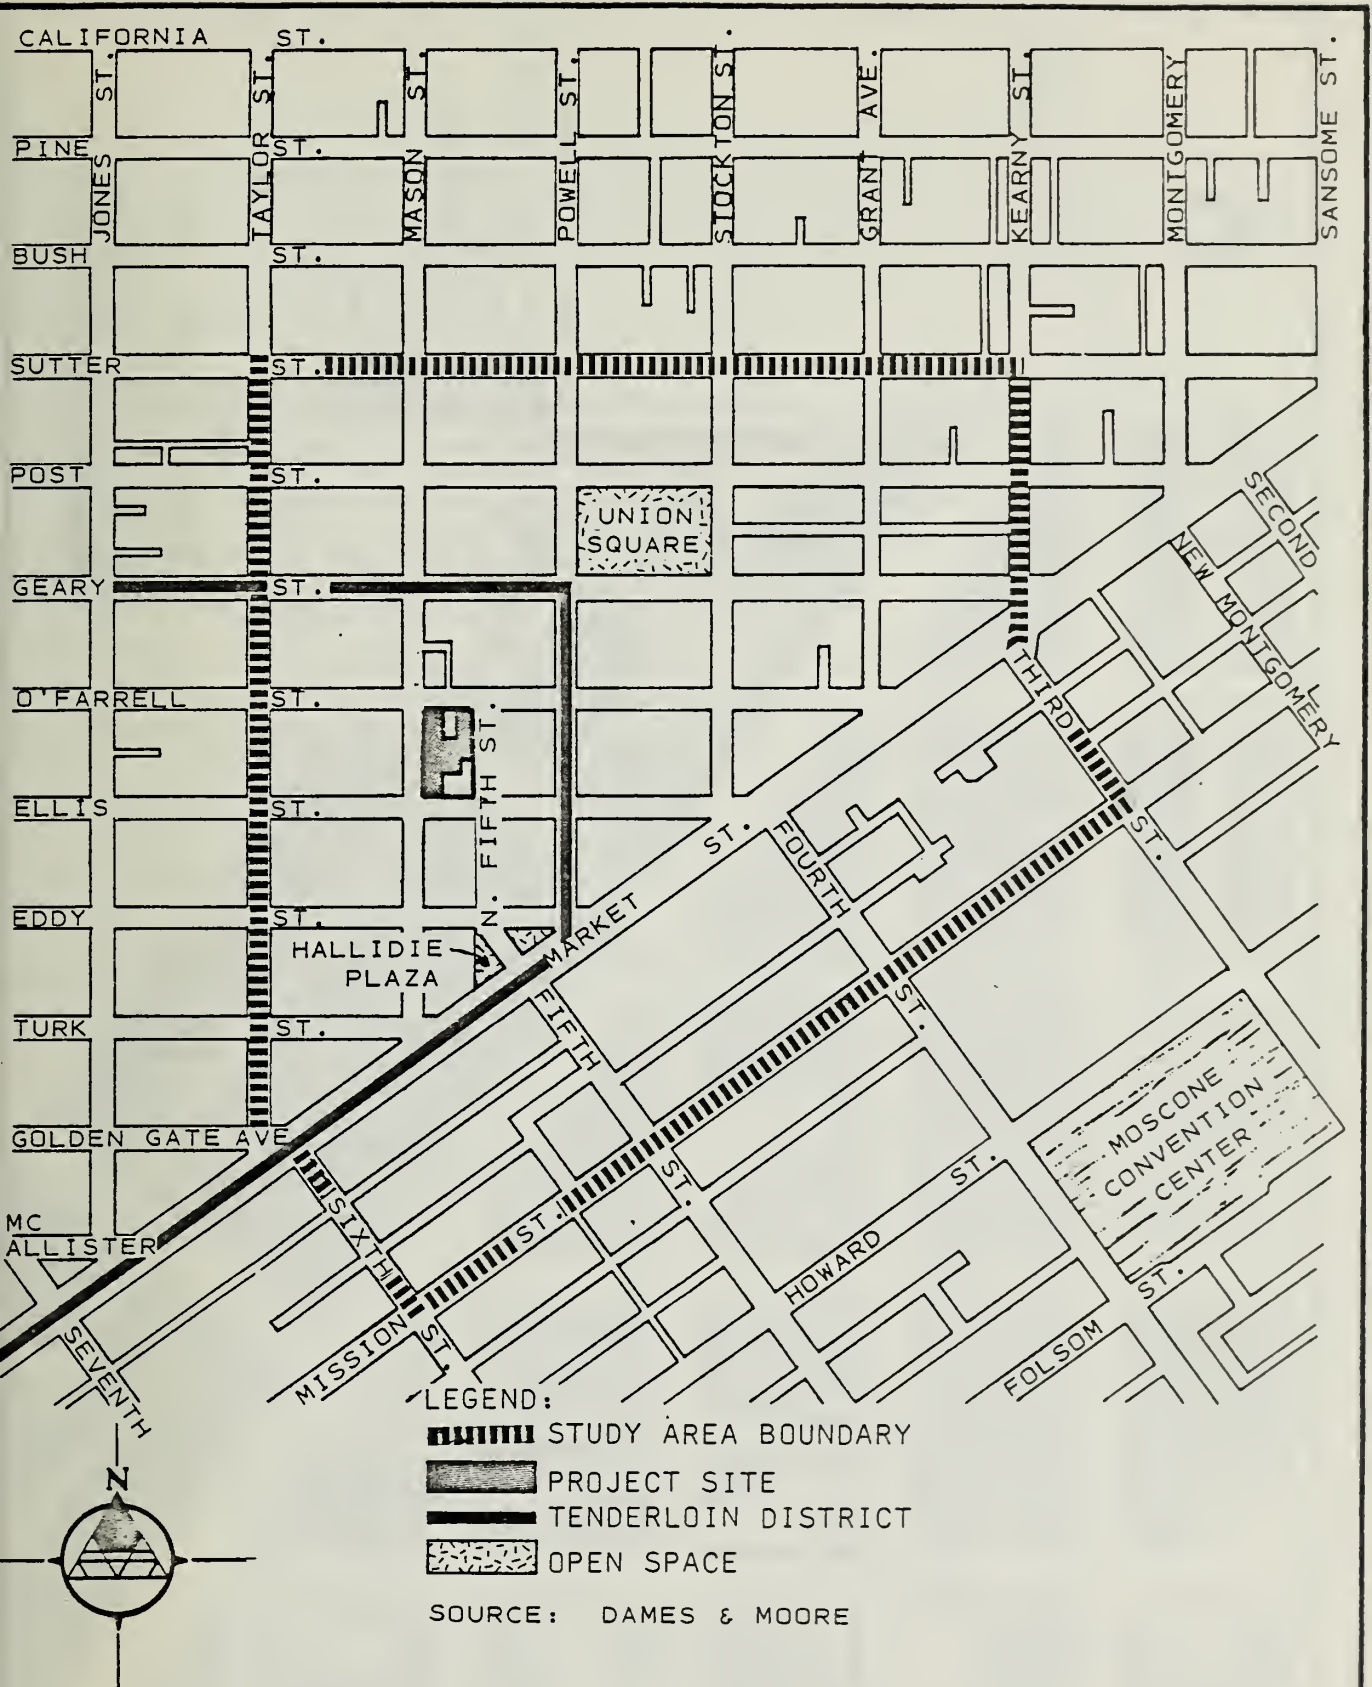 CALIFORNIA ST.
JONES ST.
TAYLOR ST.
MASON ST.
POWELL ST.
STOCKTON ST.
GRANT AVE.
KEARNY ST.
MONTGOMERY
SANSOME ST.
PINE ST.
BUSH ST.
SUTTER ST.
POST ST.
UNION
SQUARE
SECOND
NEW MONTGOMERY
GEARY ST.
THIRD ST.
O'FARRELL ST.
N. FIFTH ST.
ELLIS ST.
FOURTH ST.
MARKET ST.
EDDY ST.
HALLIDIE
PLAZA
FIFTH ST.
TURK ST.
MOSCONE
CONVENTION
CENTER
GOLDEN GATE AVE
SIXTH ST.
MISSION ST.
HOWARD ST.
MC
ALLISTER
SEVENTH
FOLSOM ST.
LEGEND:
STUDY AREA BOUNDARY
PROJECT SITE
TENDERLOIN DISTRICT
OPEN SPACE
SOURCE: DAMES & MOORE
N